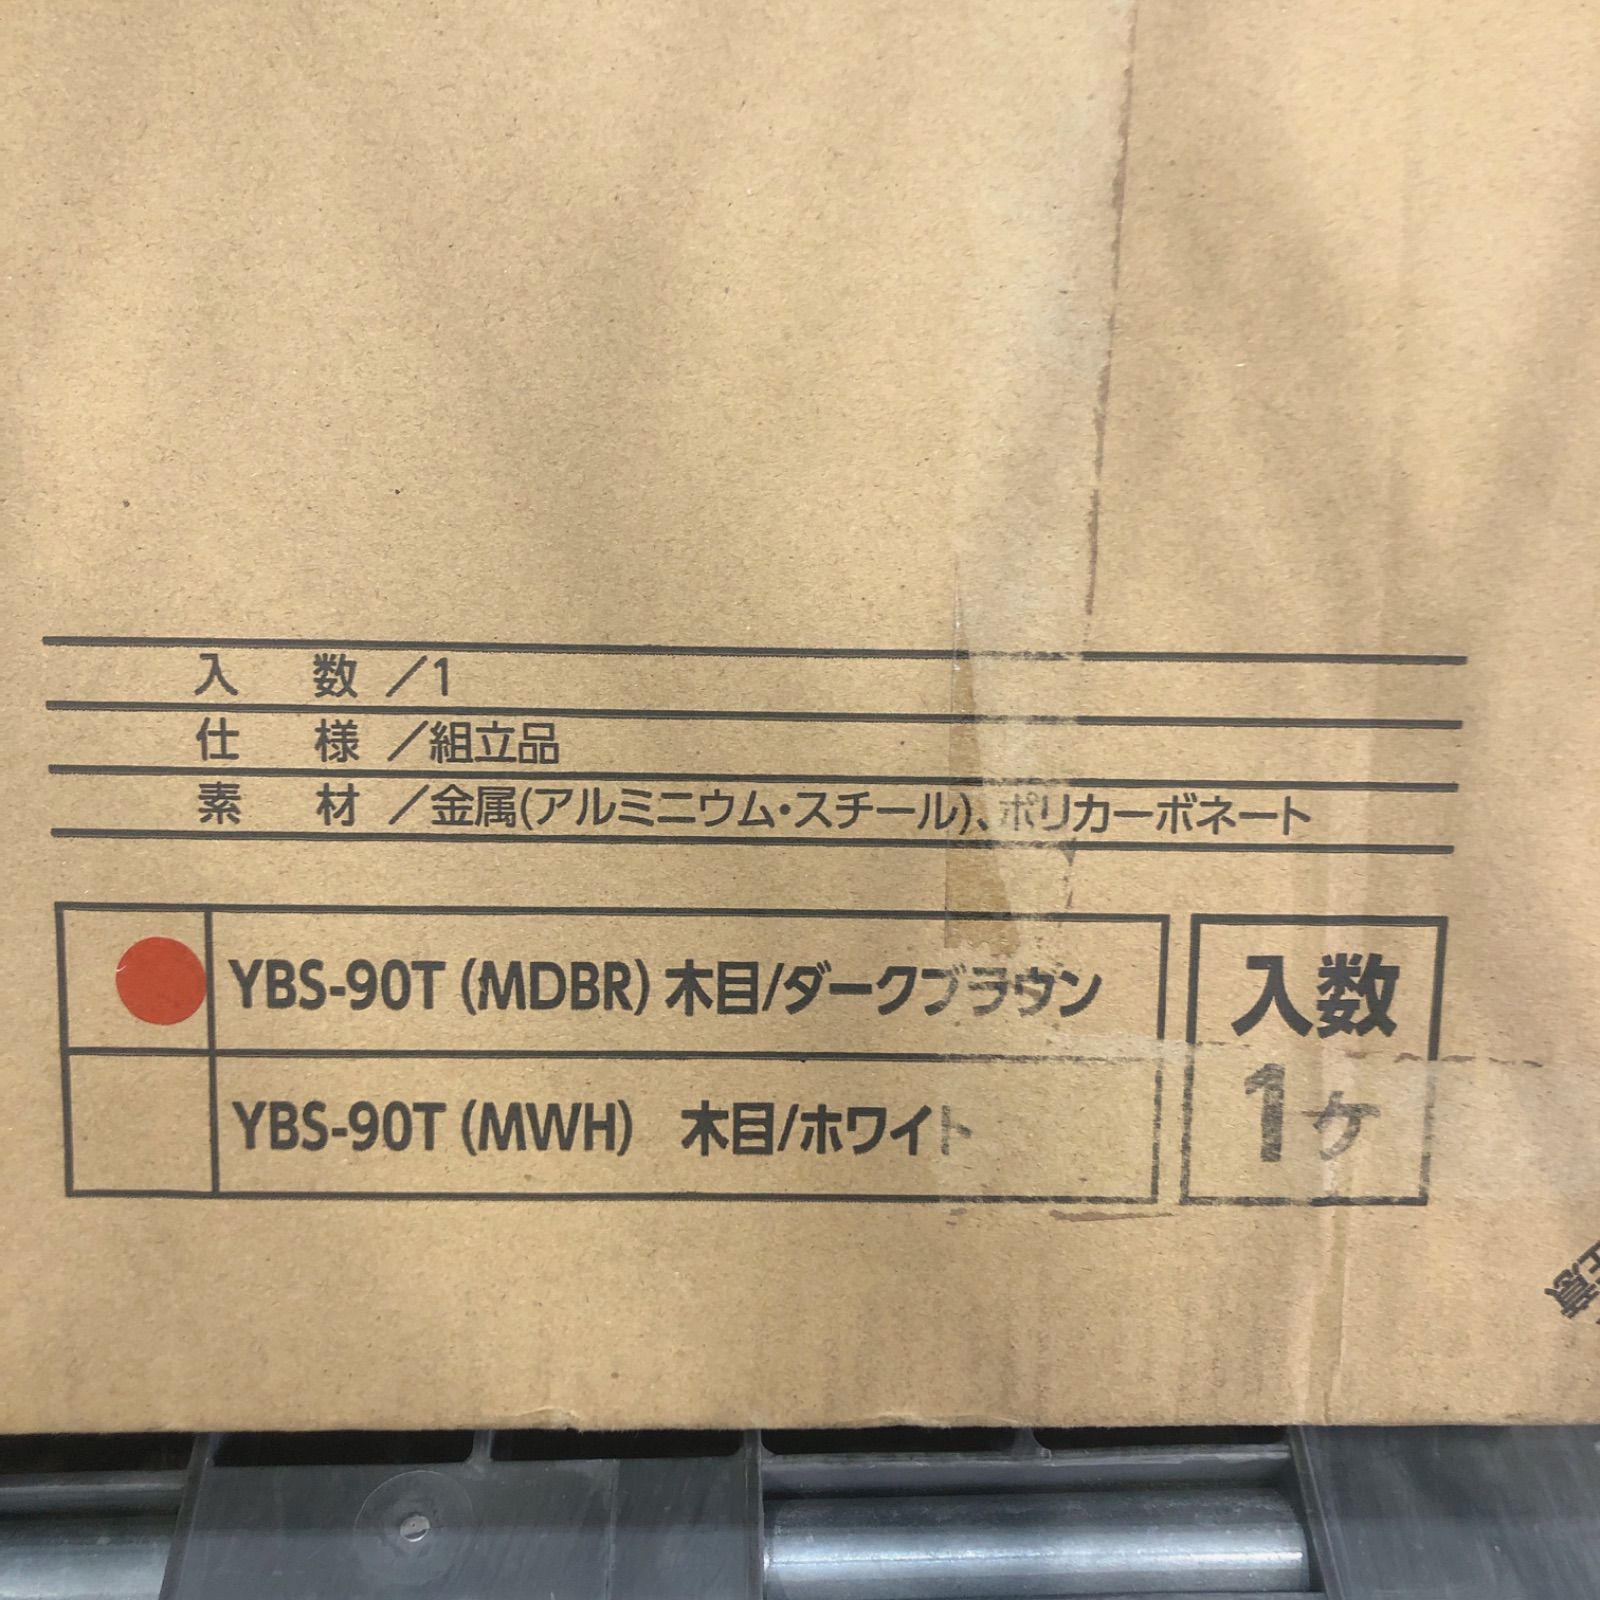 入 数 ／1
仕 様 ／組立品
素 材 ／金属(アルミニウム・スチール)、ポリカーボネート
YBS-90T (MDBR) 木目/ダークブラウン
YBS-90T (MWH) 木目/ホワイト
入数
1ヶ